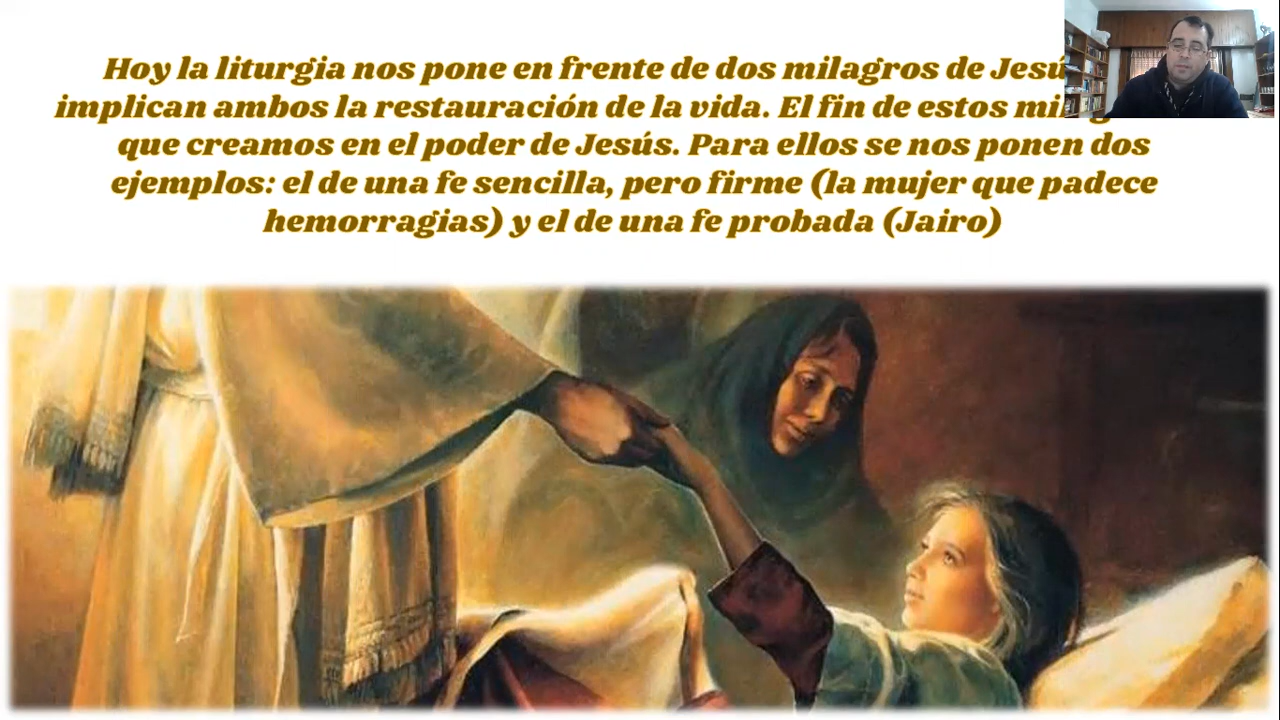 Hoy la liturgia nos pone en frente de dos milagros de
implican ambos la restauración de la vida. El fin de estos
que creamos en el poder de Jesús. Para ellos se nos ponen dos
ejemplos: el de una fe sencilla, pero firme (la mujer que padece
hemorragias) y el de una fe probada (Jairo)